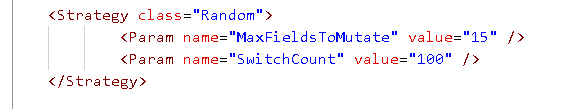 <Strategy class="Random">
<Param name="MaxFieldsToMutate" value="15" />
<Param name="SwitchCount" value="100" />
</Strategy>